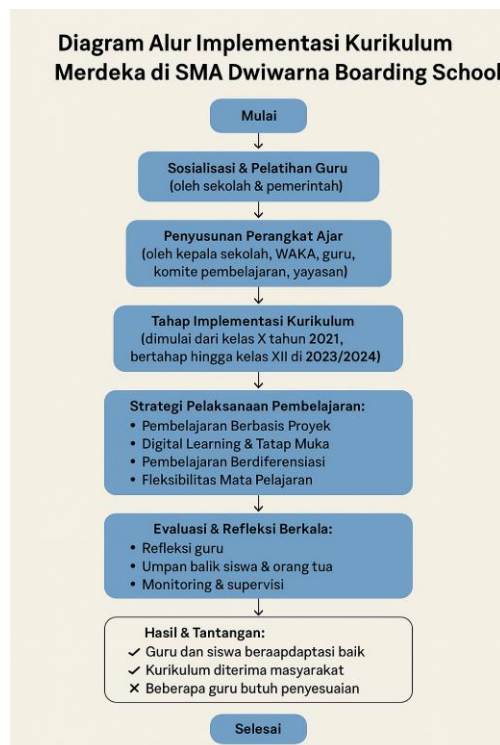 Diagram Alur Implementasi Kurikulum
Merdeka di SMA Dwiwarna Boarding School
Mulai
Sosialisasi & Pelatihan Guru
(oleh sekolah & pemerintah)
Penyusunan Perangkat Ajar
(oleh kepala sekolah, WAKA, guru,
komite pembelajaran, yayasan)
Tahap Implementasi Kurikulum
(dimulai dari kelas X tahun 2021,
bertahap hingga kelas XII di 2023/2024)
Strategi Pelaksanaan Pembelajaran:
• Pembelajaran Berbasis Proyek
• Digital Learning & Tatap Muka
• Pembelajaran Berdiferensiasi
• Fleksibilitas Mata Pelajaran
Evaluasi & Refleksi Berkala:
• Refleksi guru
• Umpan balik siswa & orang tua
• Monitoring & supervisi
Hasil & Tantangan:
✓ Guru dan siswa beraapdaptasi baik
✓ Kurikulum diterima masyarakat
✕ Beberapa guru butuh penyesuaian
Selesai